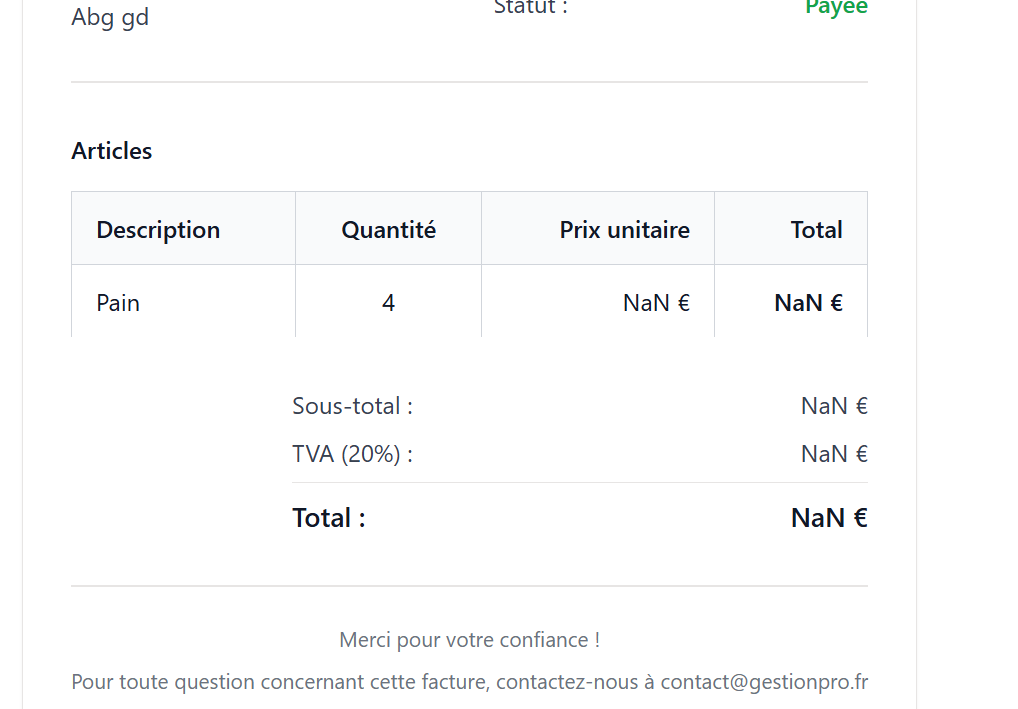 Abg gd
Statut : Payée
Articles
Description Quantité Prix unitaire Total
Pain 4 NaN € NaN €
Sous-total : NaN €
TVA (20%) : NaN €
Total : NaN €
Merci pour votre confiance !
Pour toute question concernant cette facture, contactez-nous à contact@gestionpro.fr